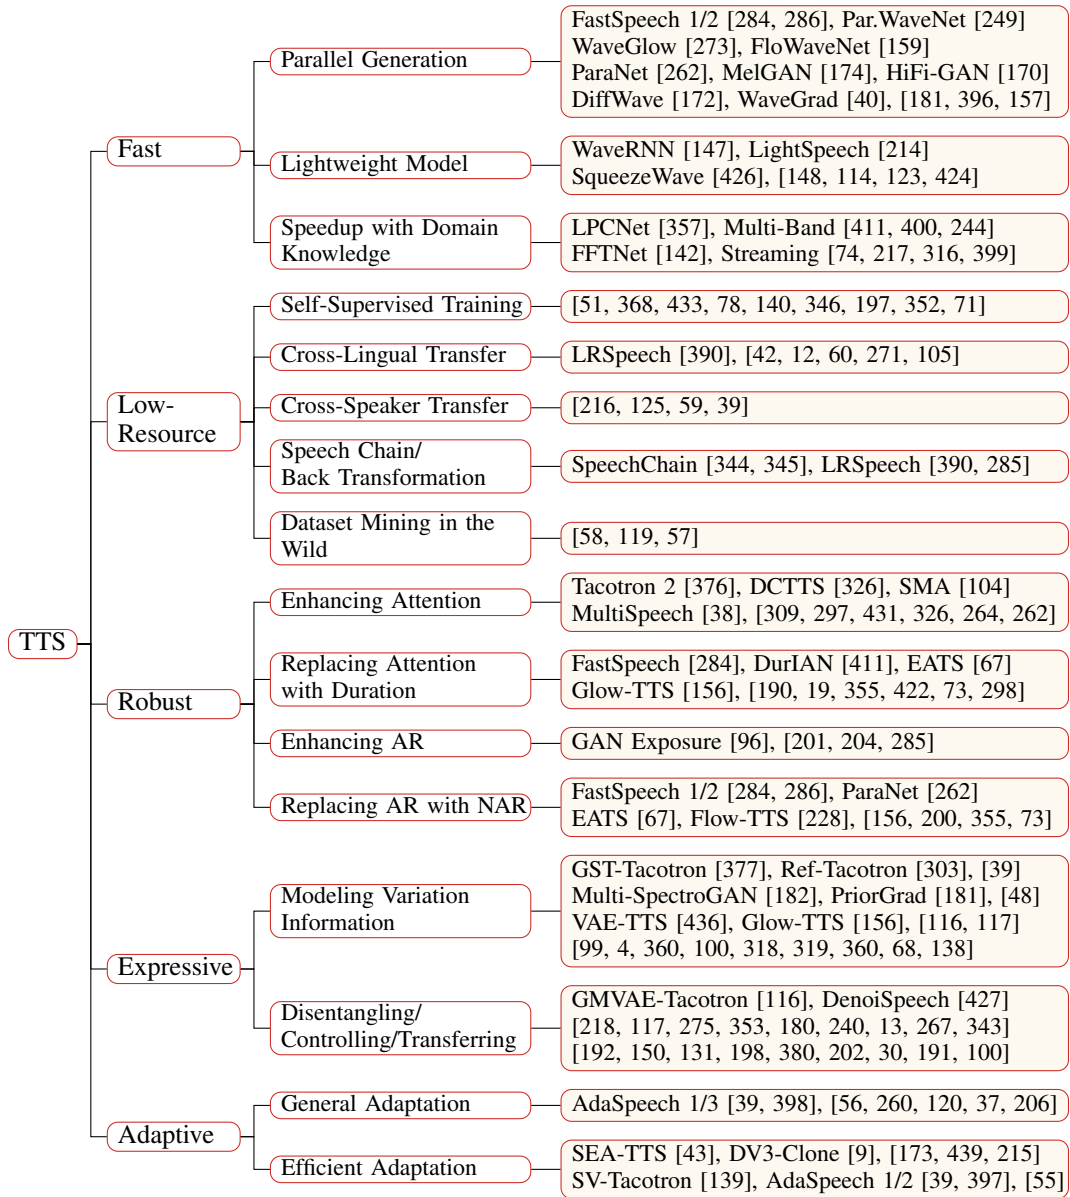 TTS
Fast
Parallel Generation
FastSpeech 1/2 [284, 286], Par.WaveNet [249]
WaveGlow [273], FloWaveNet [159]
ParaNet [262], MelGAN [174], HiFi-GAN [170]
DiffWave [172], WaveGrad [40], [181, 396, 157]
Lightweight Model
WaveRNN [147], LightSpeech [214]
SqueezeWave [426], [148, 114, 123, 424]
Speedup with Domain
Knowledge
LPCNet [357], Multi-Band [411, 400, 244]
FFTNet [142], Streaming [74, 217, 316, 399]
Low-
Resource
Self-Supervised Training
[51, 368, 433, 78, 140, 346, 197, 352, 71]
Cross-Lingual Transfer
LRSpeech [390], [42, 12, 60, 271, 105]
Cross-Speaker Transfer
[216, 125, 59, 39]
Speech Chain/
Back Transformation
SpeechChain [344, 345], LRSpeech [390, 285]
Dataset Mining in the
Wild
[58, 119, 57]
Robust
Enhancing Attention
Tacotron 2 [376], DCTTS [326], SMA [104]
MultiSpeech [38], [309, 297, 431, 326, 264, 262]
Replacing Attention
with Duration
FastSpeech [284], DurIAN [411], EATS [67]
Glow-TTS [156], [190, 19, 355, 422, 73, 298]
Enhancing AR
GAN Exposure [96], [201, 204, 285]
Replacing AR with NAR
FastSpeech 1/2 [284, 286], ParaNet [262]
EATS [67], Flow-TTS [228], [156, 200, 355, 73]
Expressive
Modeling Variation
Information
GST-Tacotron [377], Ref-Tacotron [303], [39]
Multi-SpectroGAN [182], PriorGrad [181], [48]
VAE-TTS [436], Glow-TTS [156], [116, 117]
[99, 4, 360, 100, 318, 319, 360, 68, 138]
Disentangling/
Controlling/Transferring
GMVAE-Tacotron [116], DenoiSpeech [427]
[218, 117, 275, 353, 180, 240, 13, 267, 343]
[192, 150, 131, 198, 380, 202, 30, 191, 100]
Adaptive
General Adaptation
AdaSpeech 1/3 [39, 398], [56, 260, 120, 37, 206]
Efficient Adaptation
SEA-TTS [43], DV3-Clone [9], [173, 439, 215]
SV-Tacotron [139], AdaSpeech 1/2 [39, 397], [55]